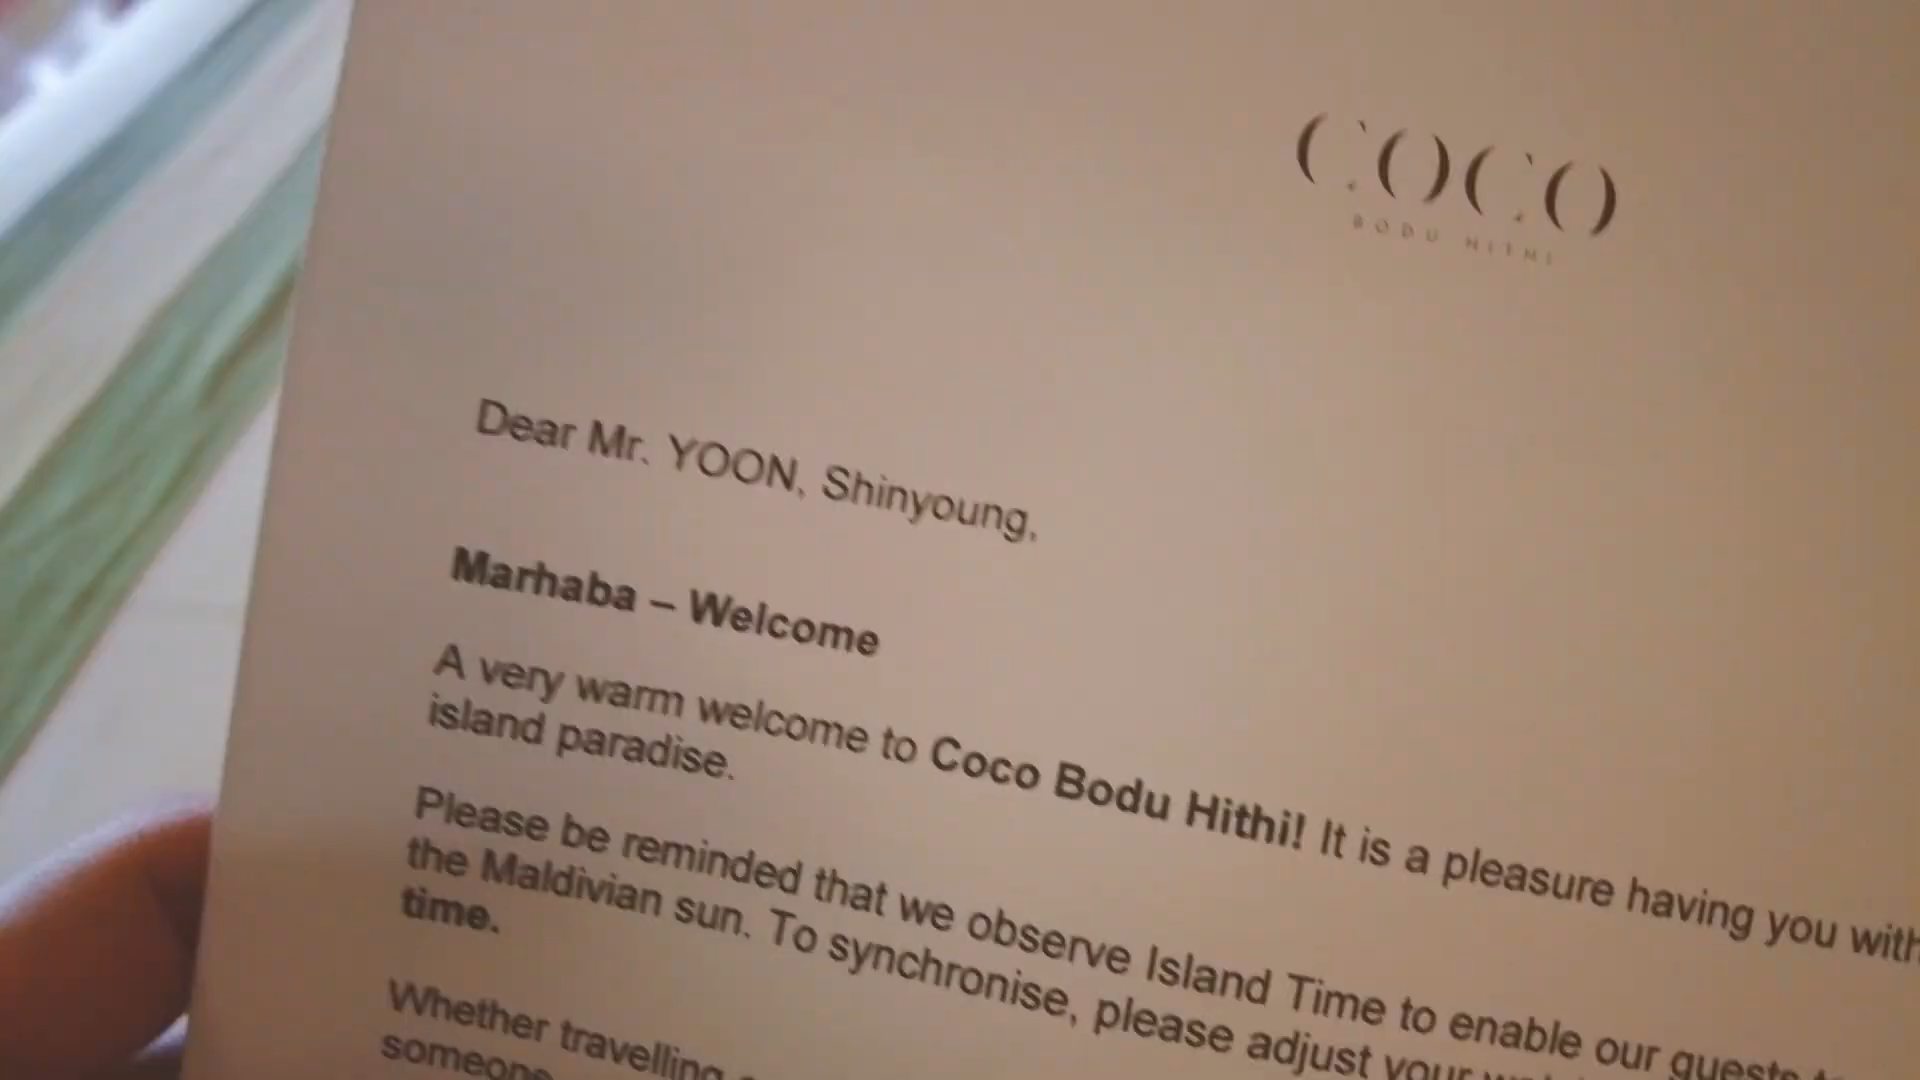 COCO
BODU HITHI
Dear Mr. YOON, Shinyoung,
Marhaba – Welcome
A very warm welcome to Coco Bodu Hithi! It is a pleasure having you with
island paradise.
Please be reminded that we observe Island Time to enable our guests
the Maldivian sun. To synchronise, please adjust your
time.
Whether travelling
someone